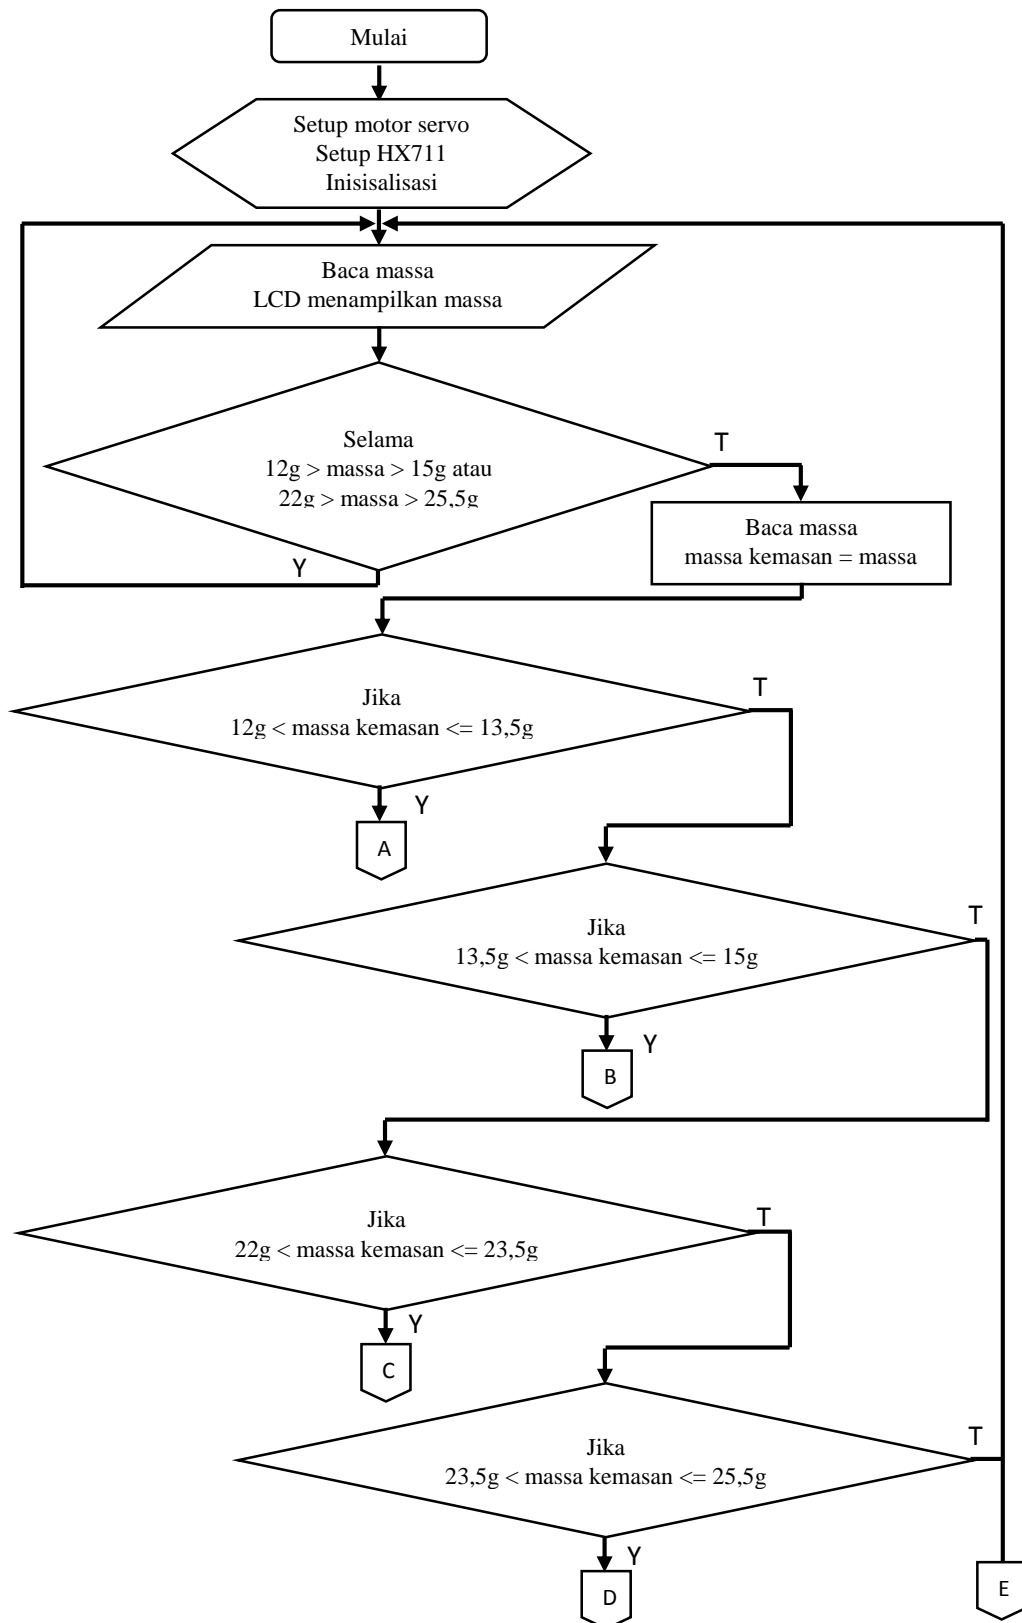 Mulai
Setup motor servo
Setup HX711
Inisisalisasi
Baca massa
LCD menampilkan massa
Selama
12g > massa > 15g atau
22g > massa > 25,5g
T
Y
Baca massa
massa kemasan = massa
Jika
12g < massa kemasan <= 13,5g
T
Y
A
Jika
13,5g < massa kemasan <= 15g
T
Y
B
Jika
22g < massa kemasan <= 23,5g
T
Y
C
Jika
23,5g < massa kemasan <= 25,5g
T
Y
D
E